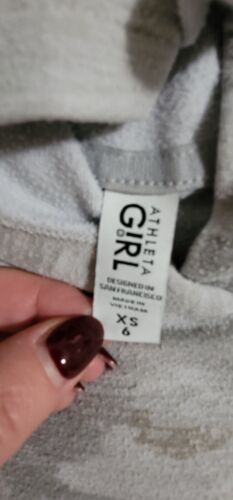 ATHLETA
GIRL
DESIGNED IN
SAN FRANCISCO
MADE IN
VIETNAM
XS
6